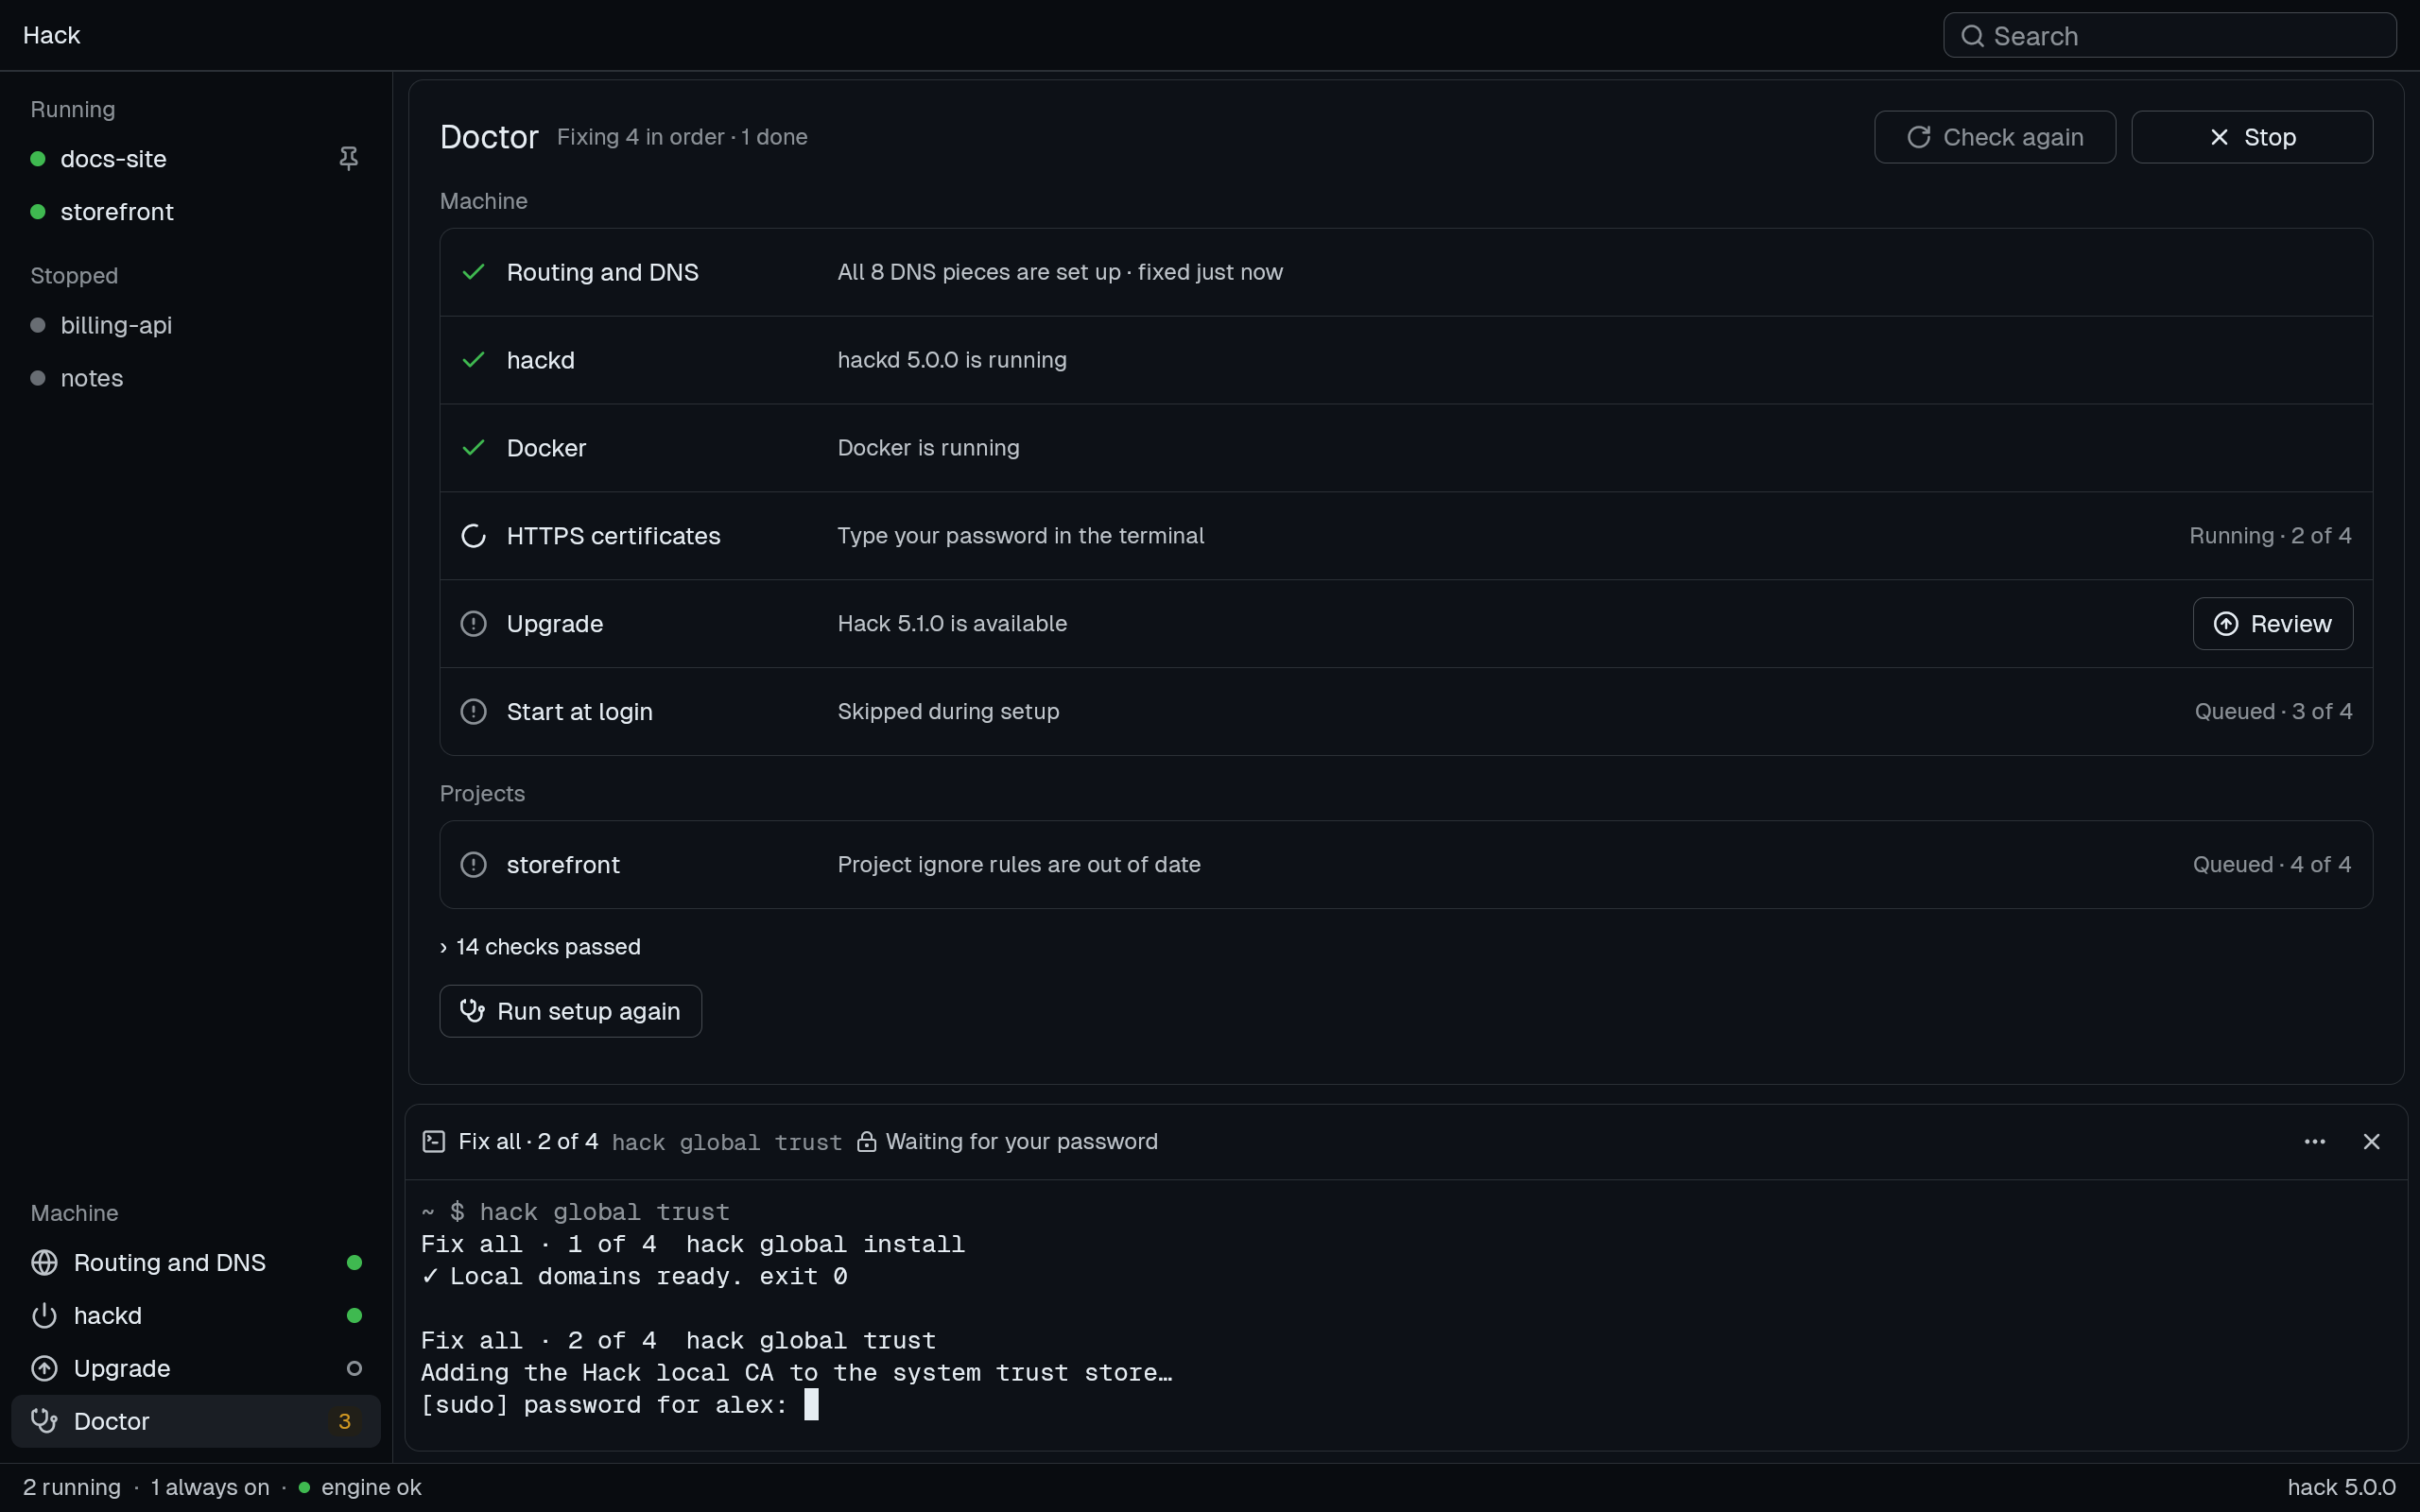 Hack
Search
Running
docs-site
storefront
Stopped
billing-api
notes
Doctor Fixing 4 in order · 1 done
Check again
Stop
Machine
Routing and DNS All 8 DNS pieces are set up · fixed just now
hackd hackd 5.0.0 is running
Docker Docker is running
HTTPS certificates Type your password in the terminal Running · 2 of 4
Upgrade Hack 5.1.0 is available Review
Start at login Skipped during setup Queued · 3 of 4
Projects
storefront Project ignore rules are out of date Queued · 4 of 4
› 14 checks passed
Run setup again
Fix all · 2 of 4 hack global trust Waiting for your password
~ $ hack global trust
Fix all · 1 of 4  hack global install
✓ Local domains ready. exit 0
Fix all · 2 of 4  hack global trust
Adding the Hack local CA to the system trust store…
[sudo] password for alex:
Machine
Routing and DNS
hackd
Upgrade
Doctor 3
2 running · 1 always on · engine ok
hack 5.0.0